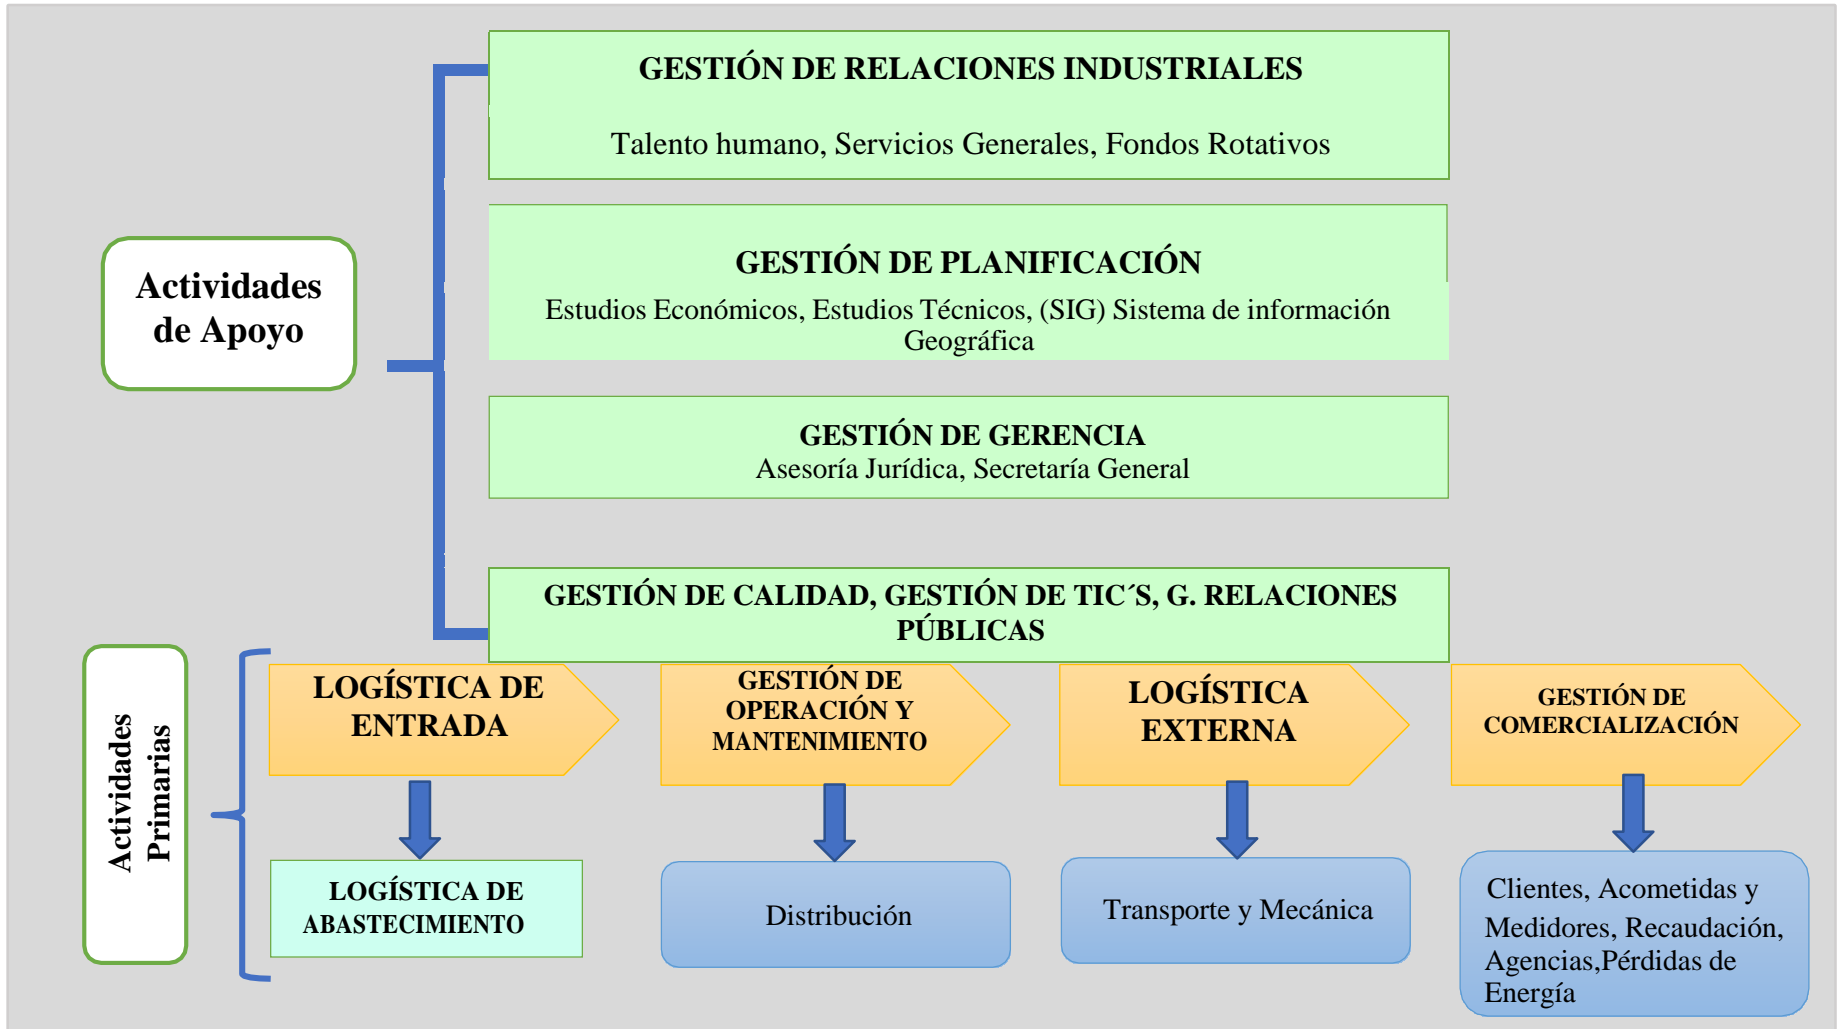 GESTIÓN DE RELACIONES INDUSTRIALES
Talento humano, Servicios Generales, Fondos Rotativos
Actividades
de Apoyo
GESTIÓN DE PLANIFICACIÓN
Estudios Económicos, Estudios Técnicos, (SIG) Sistema de información
Geográfica
GESTIÓN DE GERENCIA
Asesoría Jurídica, Secretaría General
GESTIÓN DE CALIDAD, GESTIÓN DE TIC´S, G. RELACIONES
PÚBLICAS
Actividades
Primarias
LOGÍSTICA DE
ENTRADA
GESTIÓN DE
OPERACIÓN Y
MANTENIMIENTO
LOGÍSTICA
EXTERNA
GESTIÓN DE
COMERCIALIZACIÓN
LOGÍSTICA DE
ABASTECIMIENTO
Distribución
Transporte y Mecánica
Clientes, Acometidas y
Medidores, Recaudación,
Agencias,Pérdidas de
Energía